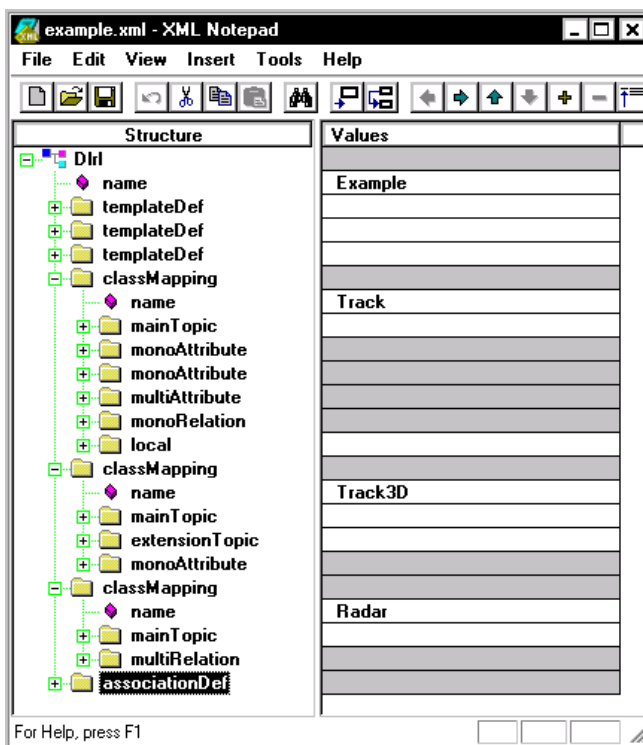 example.xml - XML Notepad
File Edit View Insert Tools Help
Structure Values
Dlrl
name Example
templateDef
templateDef
templateDef
classMapping
name Track
mainTopic
monoAttribute
monoAttribute
multiAttribute
monoRelation
local
classMapping
name Track3D
mainTopic
extensionTopic
monoAttribute
classMapping
name Radar
mainTopic
multiRelation
associationDef
For Help, press F1